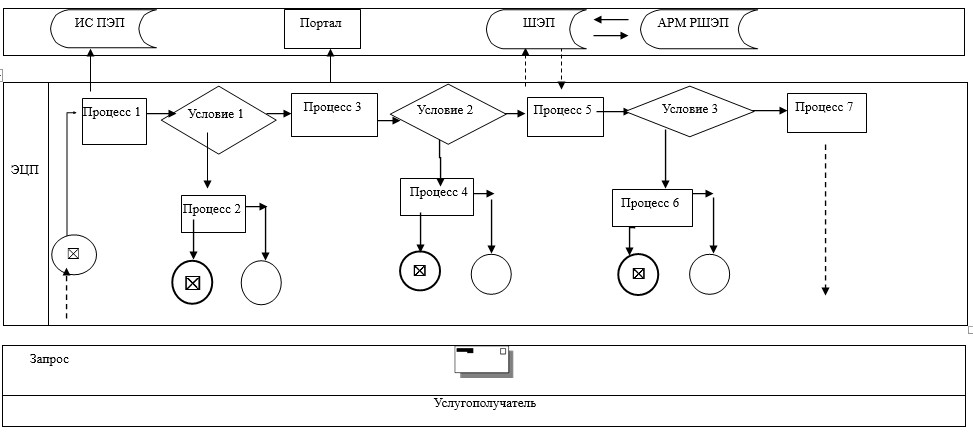 ИС ПЭП
Портал
ШЭП
АРМ РШЭП
ЭЦП
Процесс 1
Условие 1
Процесс 3
Условие 2
Процесс 5
Условие 3
Процесс 7
Процесс 2
Процесс 4
Процесс 6
Запрос
Услугополучатель